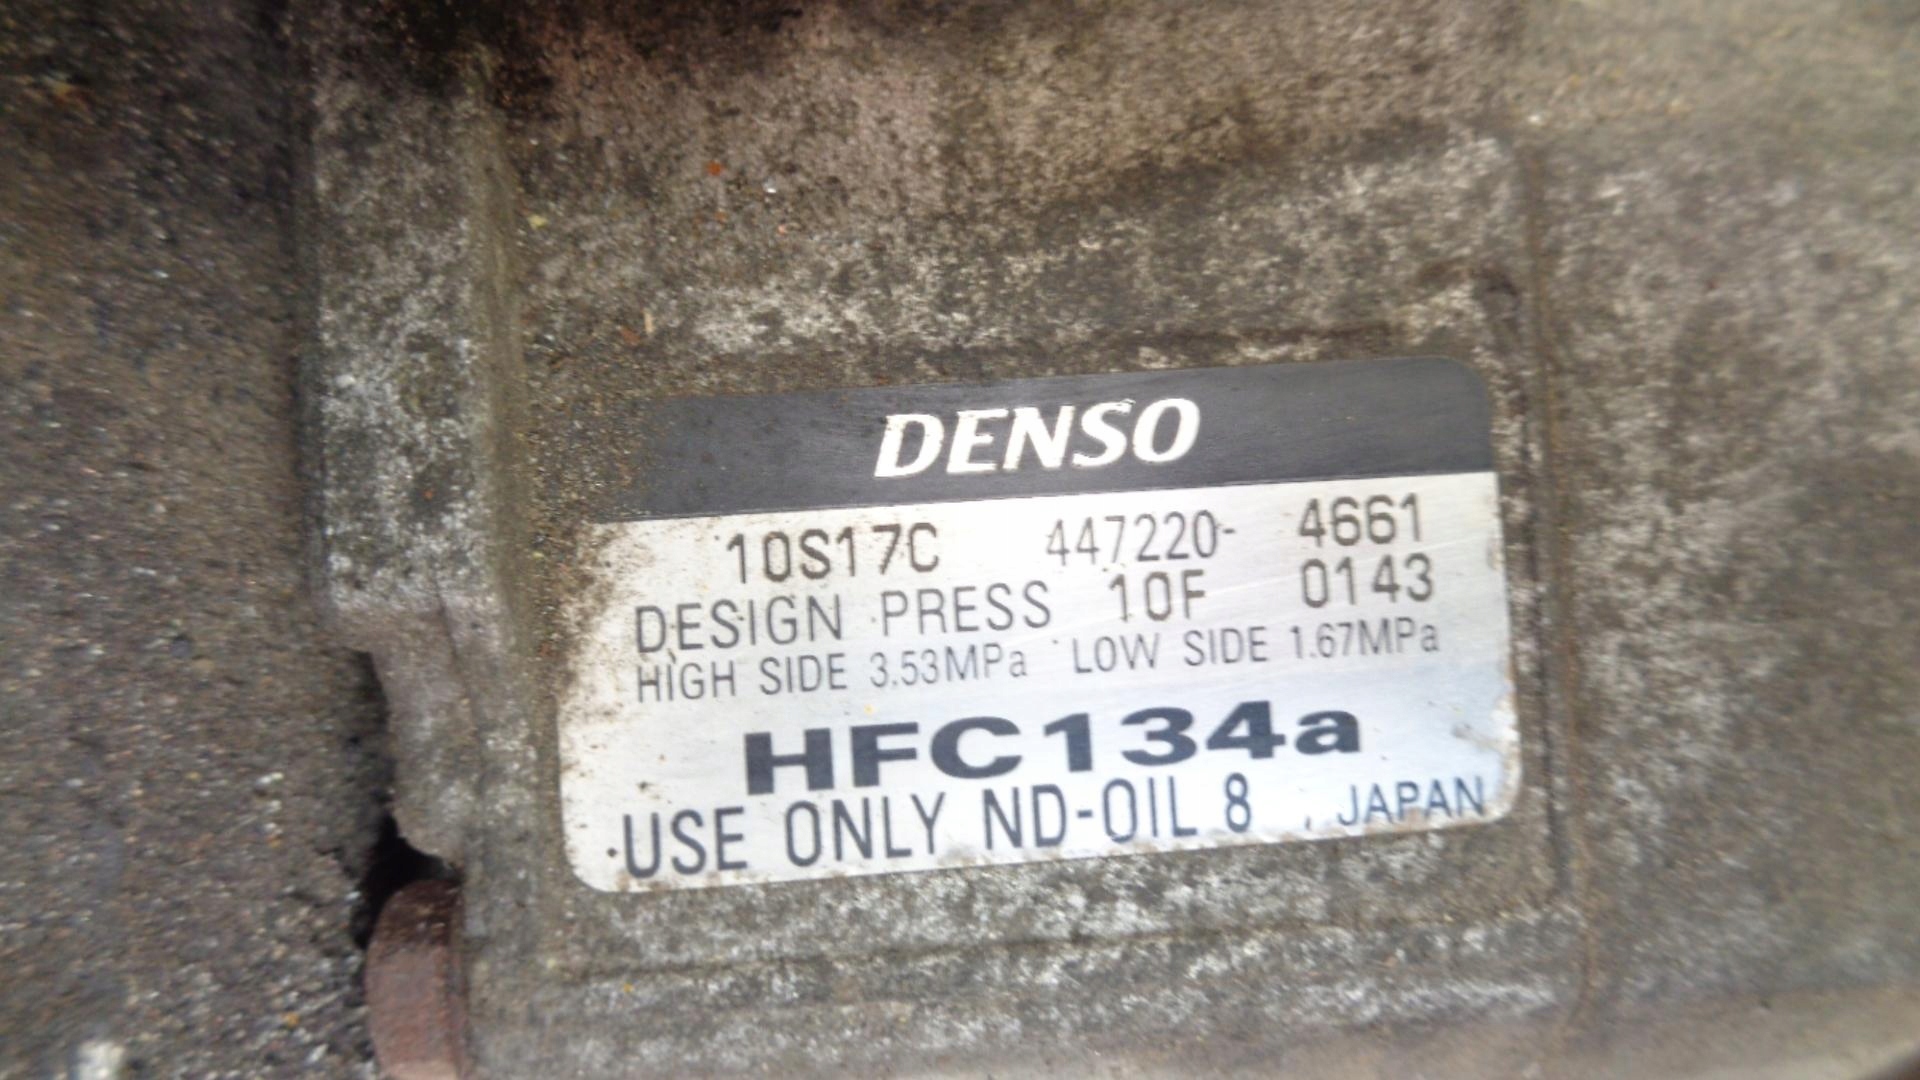 DENSO
10S17C 447220- 4661
DESIGN PRESS 10F 0143
HIGH SIDE 3.53MPa LOW SIDE 1.67MPa
HFC134a
USE ONLY ND-OIL 8 , JAPAN